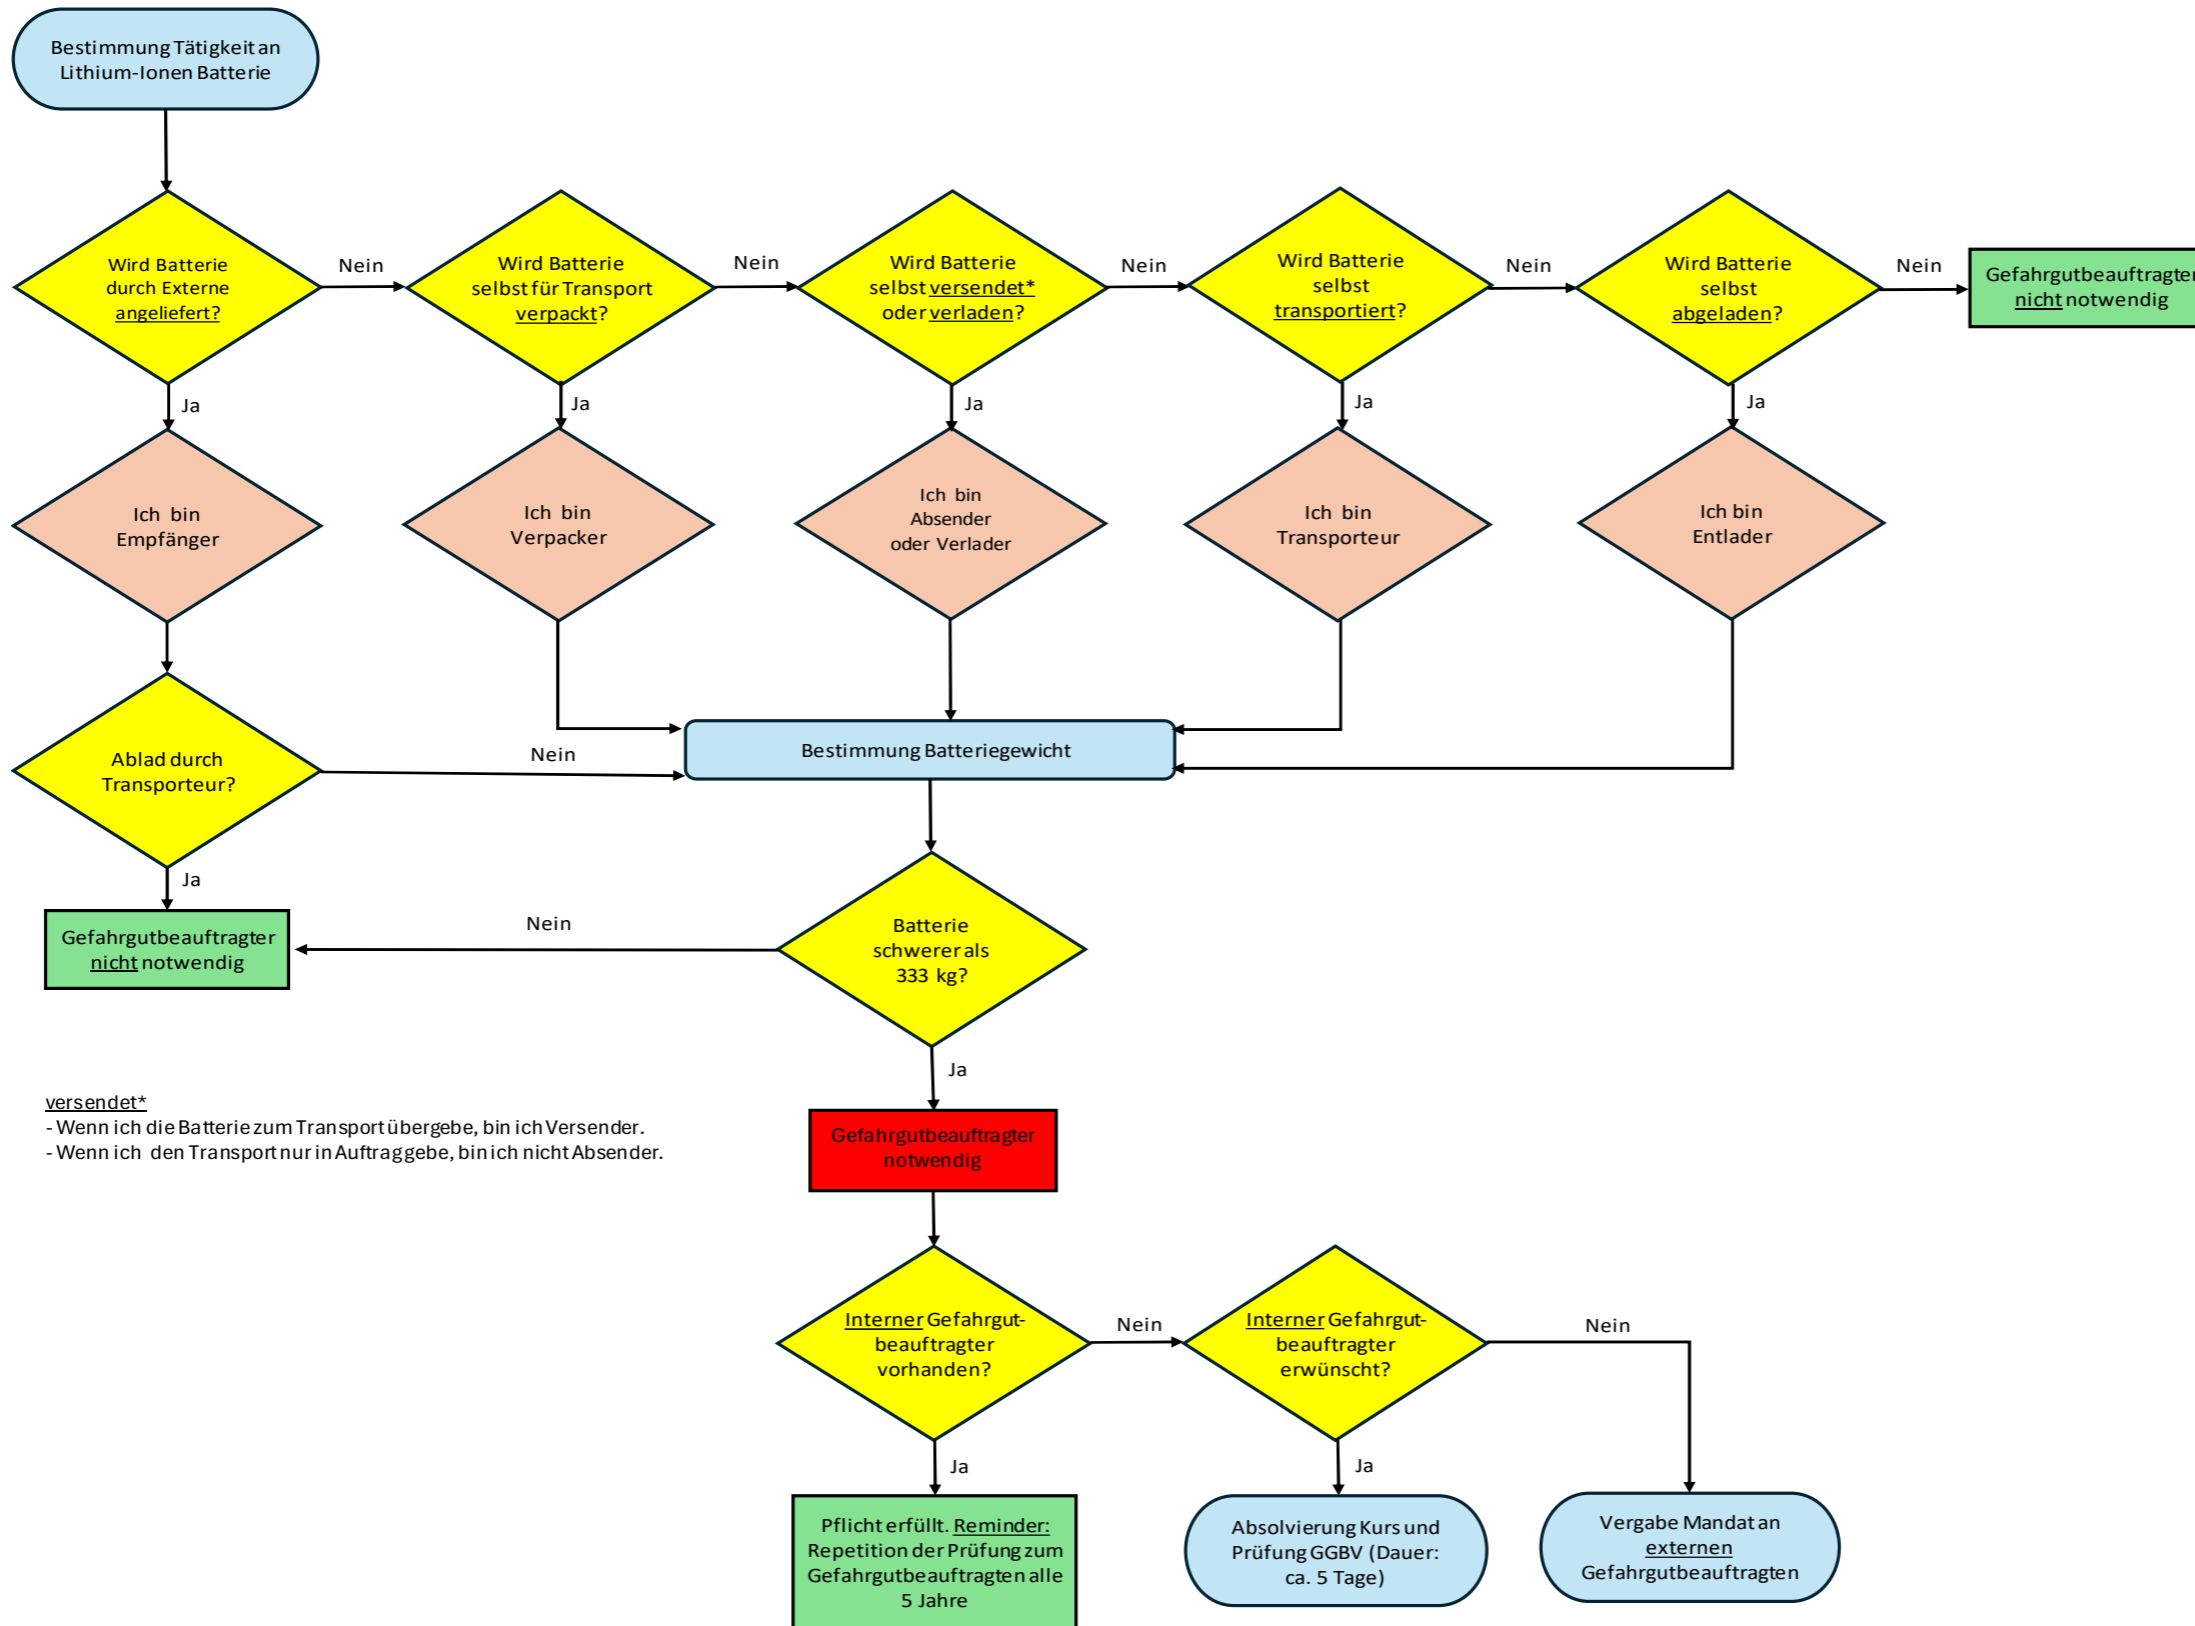 Bestimmung Tätigkeit an
Lithium-Ionen Batterie
Wird Batterie
durch Externe
angeliefert?
Nein
Wird Batterie
selbst für Transport
verpackt?
Nein
Wird Batterie
selbst versendet*
oder verladen?
Nein
Wird Batterie
selbst
transportiert?
Nein
Wird Batterie
selbst
abgeladen?
Nein
Gefahrgutbeauftragter
nicht notwendig
Ja
Ja
Ja
Ja
Ja
Ich bin
Empfänger
Ich bin
Verpacker
Ich bin
Absender
oder Verlader
Ich bin
Transporteur
Ich bin
Entlader
Ablad durch
Transporteur?
Nein
Bestimmung Batteriegewicht
Ja
Gefahrgutbeauftragter
nicht notwendig
Nein
Batterie
schwerer als
333 kg?
Ja
versendet*
- Wenn ich die Batterie zum Transport übergebe, bin ich Versender.
- Wenn ich den Transport nur in Auftrag gebe, bin ich nicht Absender.
Gefahrgutbeauftragter
notwendig
Interner Gefahrgut-
beauftragter
vorhanden?
Nein
Interner Gefahrgut-
beauftragter
erwünscht?
Nein
Ja
Ja
Pflicht erfüllt. Reminder:
Repetition der Prüfung zum
Gefahrgutbeauftragten alle
5 Jahre
Absolvierung Kurs und
Prüfung GGBV (Dauer:
ca. 5 Tage)
Vergabe Mandat an
externen
Gefahrgutbeauftragten